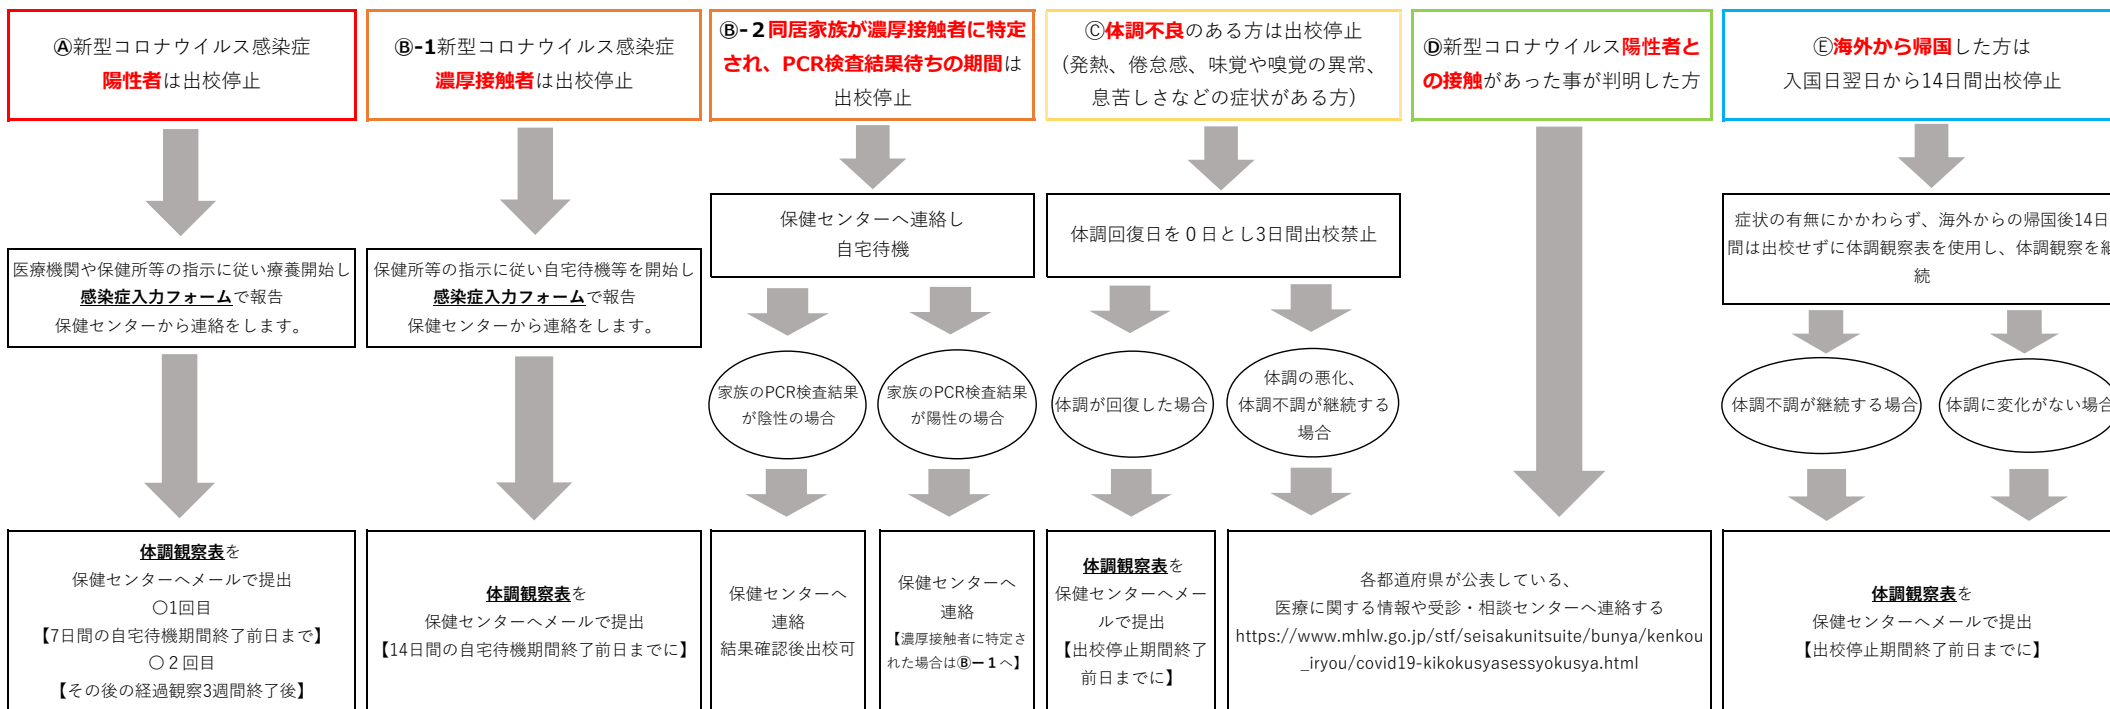 Ⓐ新型コロナウイルス感染症
陽性者は出校停止
Ⓑ-1新型コロナウイルス感染症
濃厚接触者は出校停止
Ⓑ-２同居家族が濃厚接触者に特定
され、PCR検査結果待ちの期間は
出校停止
Ⓒ体調不良のある方は出校停止
(発熱、倦怠感、味覚や嗅覚の異常、
息苦しさなどの症状がある方)
Ⓓ新型コロナウイルス陽性者と
の接触があった事が判明した方
Ⓔ海外から帰国した方は
入国日翌日から14日間出校停止
医療機関や保健所等の指示に従い療養開始し
感染症入力フォームで報告
保健センターから連絡をします。
保健所等の指示に従い自宅待機等を開始し
感染症入力フォームで報告
保健センターから連絡をします。
保健センターへ連絡し
自宅待機
体調回復日を０日とし3日間出校禁止
症状の有無にかかわらず、海外からの帰国後14日
間は出校せずに体調観察表を使用し、体調観察を継
続
家族のPCR検査結果
が陰性の場合
家族のPCR検査結果
が陽性の場合
体調が回復した場合
体調の悪化、
体調不調が継続する
場合
体調不調が継続する場合
体調に変化がない場合
体調観察表を
保健センターへメールで提出
〇1回目
【7日間の自宅待機期間終了前日まで】
〇２回目
【その後の経過観察3週間終了後】
体調観察表を
保健センターへメールで提出
【14日間の自宅待機期間終了前日までに】
保健センターへ
連絡
結果確認後出校可
保健センターへ
連絡
【濃厚接触者に特定さ
れた場合はⒷー１へ】
体調観察表を
保健センターへメー
ルで提出
【出校停止期間終了
前日までに】
各都道府県が公表している、
医療に関する情報や受診・相談センターへ連絡する
https://www.mhlw.go.jp/stf/seisakunitsuite/bunya/kenkou
_iryou/covid19-kikokusyasessyokusya.html
体調観察表を
保健センターへメールで提出
【出校停止期間終了前日までに】